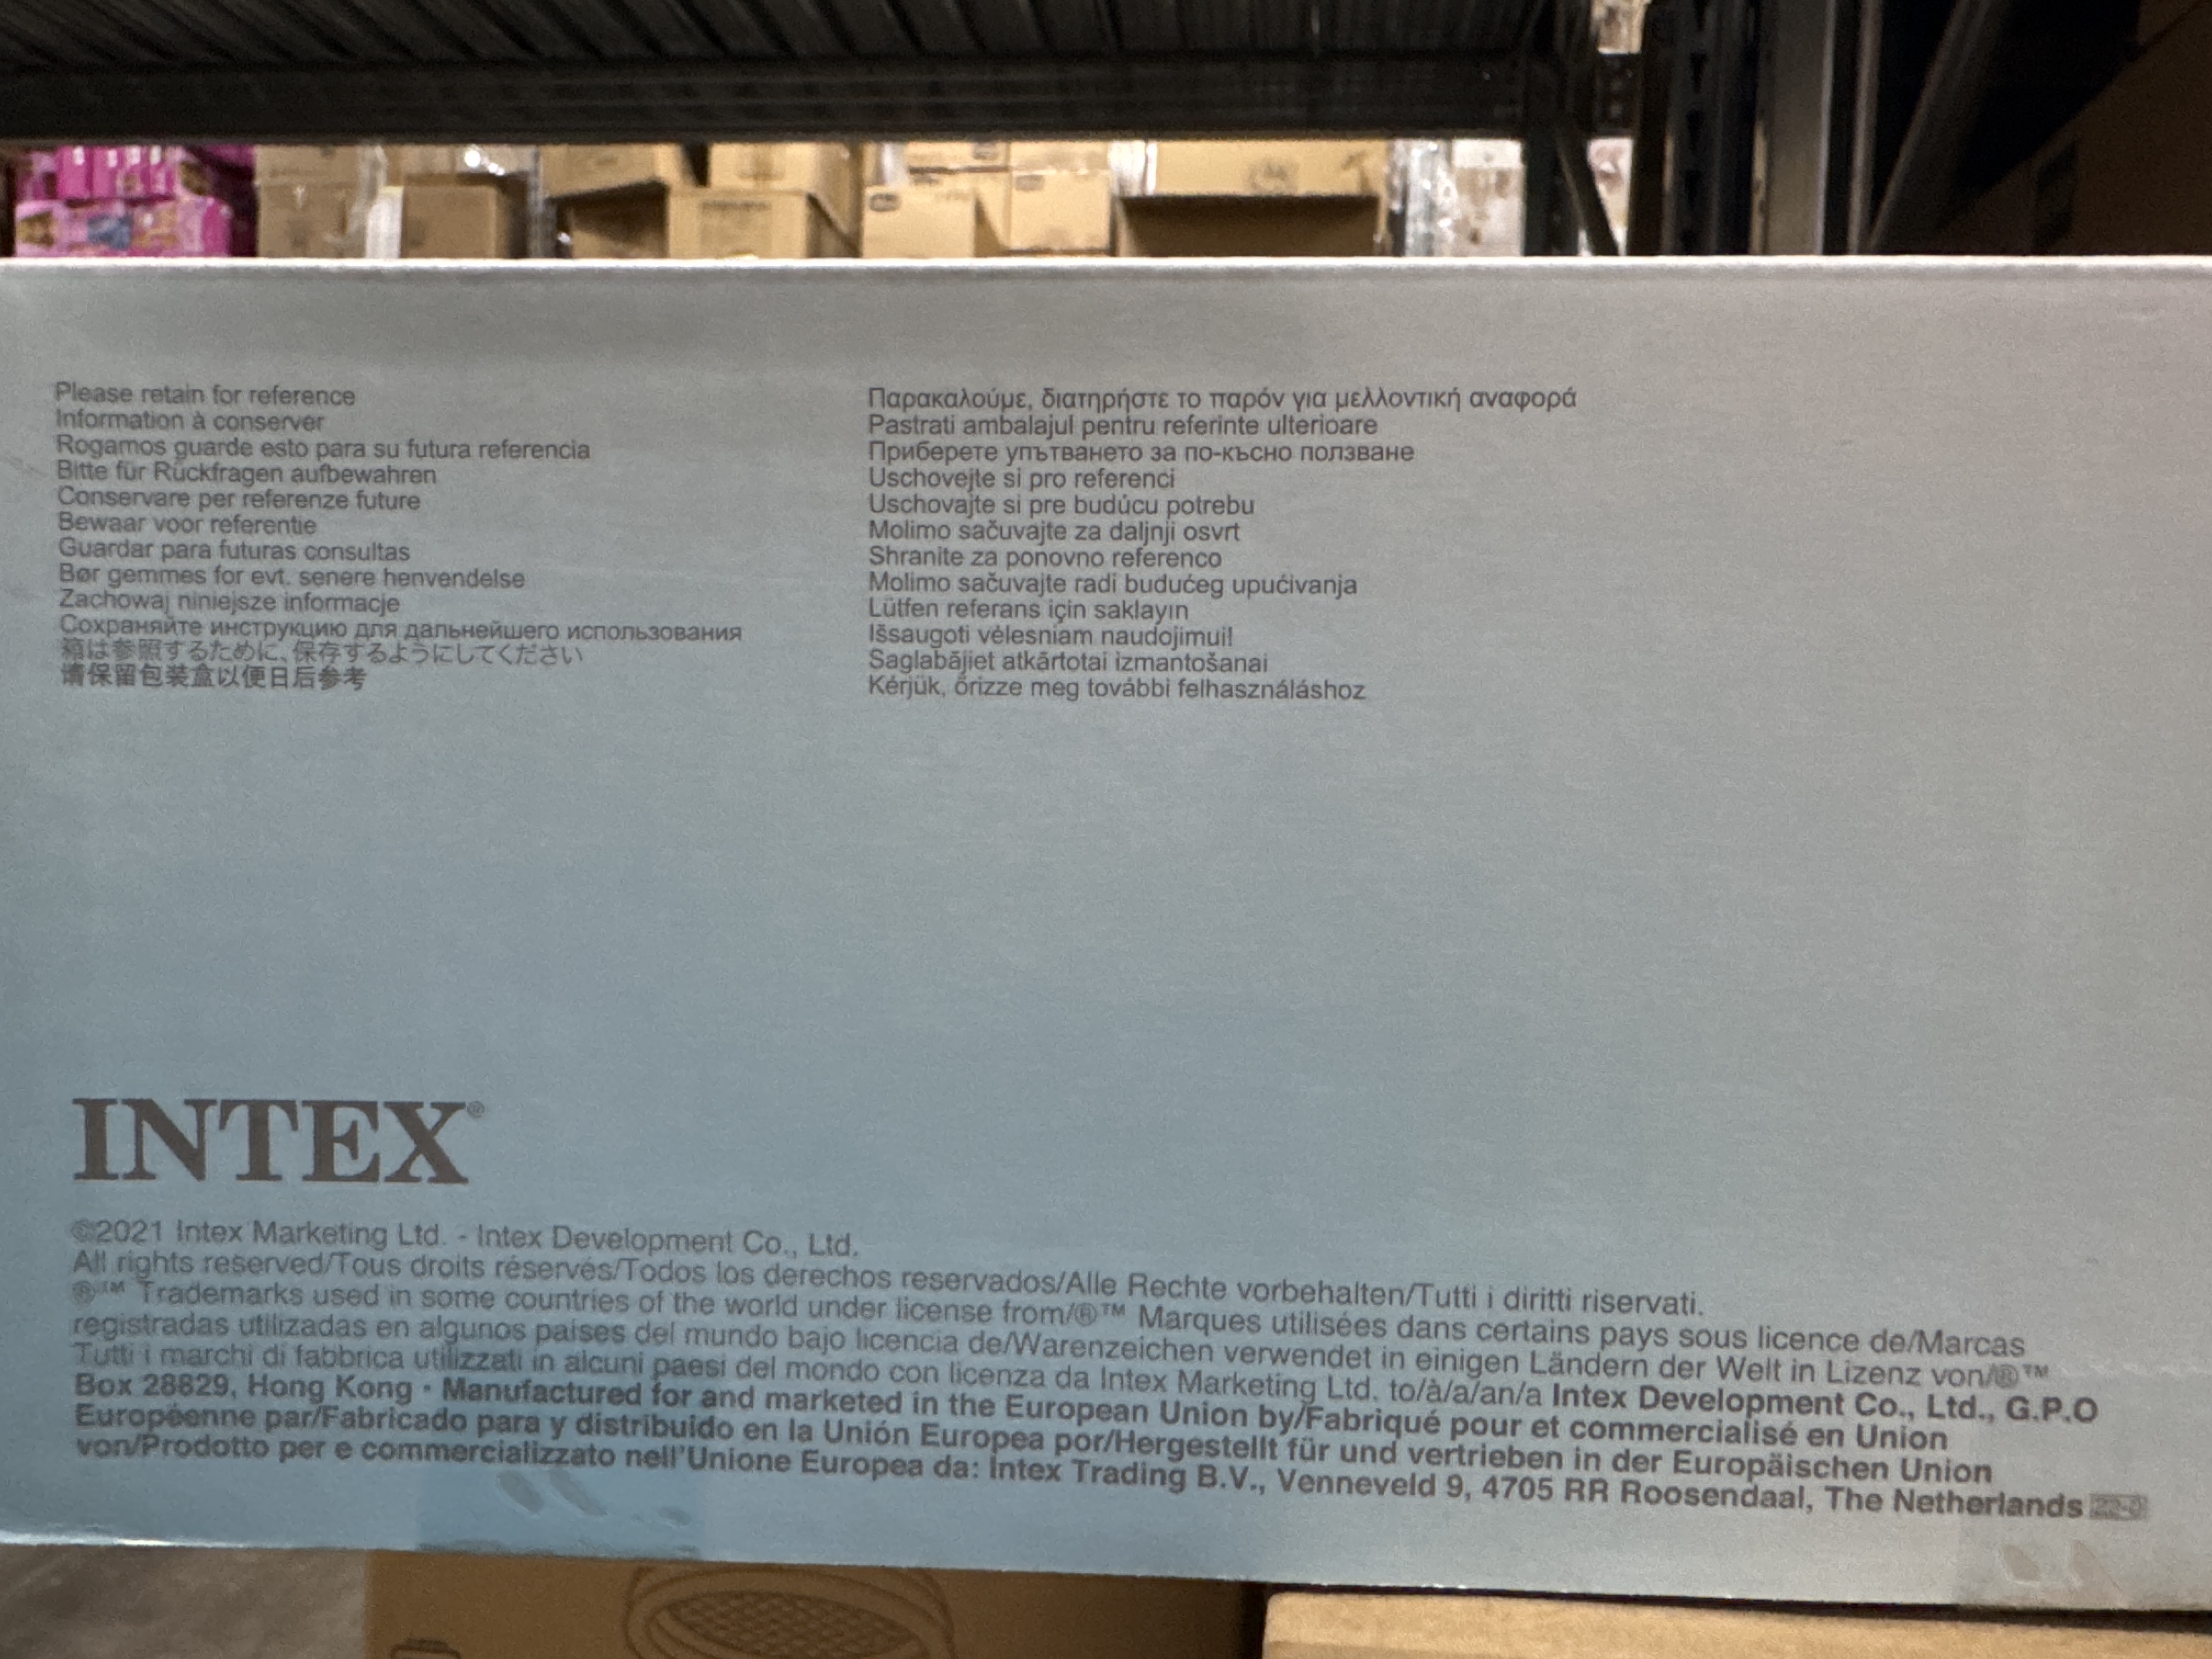 Please retain for reference
Information à conserver
Rogamos guarde esto para su futura referencia
Bitte für Rückfragen aufbewahren
Conservare per referenze future
Bewaar voor referentie
Guardar para futuras consultas
Bør gemmes for evt. senere henvendelse
Zachowaj niniejsze informacje
Сохраняйте инструкцию для дальнейшего использования
箱は参照するために、保存するようにしてください
请保留包装盒以便日后参考
Παρακαλούμε, διατηρήστε το παρόν για μελλοντική αναφορά
Pastrati ambalajul pentru referinte ulterioare
Приберете упътването за по-късно ползване
Uschovejte si pro referenci
Uschovajte si pre budúcu potrebu
Molimo sačuvajte za daljnji osvrt
Shranite za ponovno referenco
Molimo sačuvajte radi budućeg upućivanja
Lütfen referans için saklayın
Išsaugoti vėlesniam naudojimui!
Saglabājiet atkārtotai izmantošanai
Kérjük, őrizze meg további felhasználáshoz
INTEX®
©2021 Intex Marketing Ltd. - Intex Development Co., Ltd.
All rights reserved/Tous droits réservés/Todos los derechos reservados/Alle Rechte vorbehalten/Tutti i diritti riservati.
®™ Trademarks used in some countries of the world under license from/®™ Marques utilisées dans certains pays sous licence de/Marcas
registradas utilizadas en algunos países del mundo bajo licencia de/Warenzeichen verwendet in einigen Ländern der Welt in Lizenz von/®™
Tutti i marchi di fabbrica utilizzati in alcuni paesi del mondo con licenza da Intex Marketing Ltd. to/à/a/an/a Intex Development Co., Ltd., G.P.O
Box 28829, Hong Kong • Manufactured for and marketed in the European Union by/Fabriqué pour et commercialisé en Union
Européenne par/Fabricado para y distribuido en la Unión Europea por/Hergestellt für und vertrieben in der Europäischen Union
von/Prodotto per e commercializzato nell'Unione Europea da: Intex Trading B.V., Venneveld 9, 4705 RR Roosendaal, The Netherlands